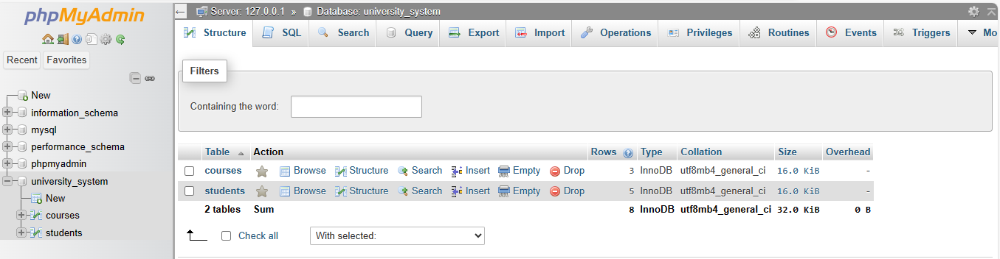 phpMyAdmin
Recent Favorites
New
information_schema
mysql
performance_schema
phpmyadmin
university_system
New
courses
students
Server: 127.0.0.1 » Database: university_system
Structure SQL Search Query Export Import Operations Privileges Routines Events Triggers Mo
Filters
Containing the word:
Table Action Rows Type Collation Size Overhead
courses Browse Structure Search Insert Empty Drop 3 InnoDB utf8mb4_general_ci 16.0 KiB -
students Browse Structure Search Insert Empty Drop 5 InnoDB utf8mb4_general_ci 16.0 KiB -
2 tables Sum 8 InnoDB utf8mb4_general_ci 32.0 KiB 0 B
Check all With selected: